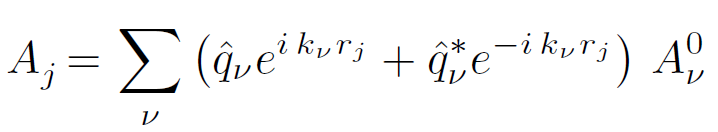 $A_j = \sum_{\nu} \left( \hat{q}_\nu e^{i k_\nu r_j} + \hat{q}_\nu^* e^{-i k_\nu r_j} \right) A_\nu^0$